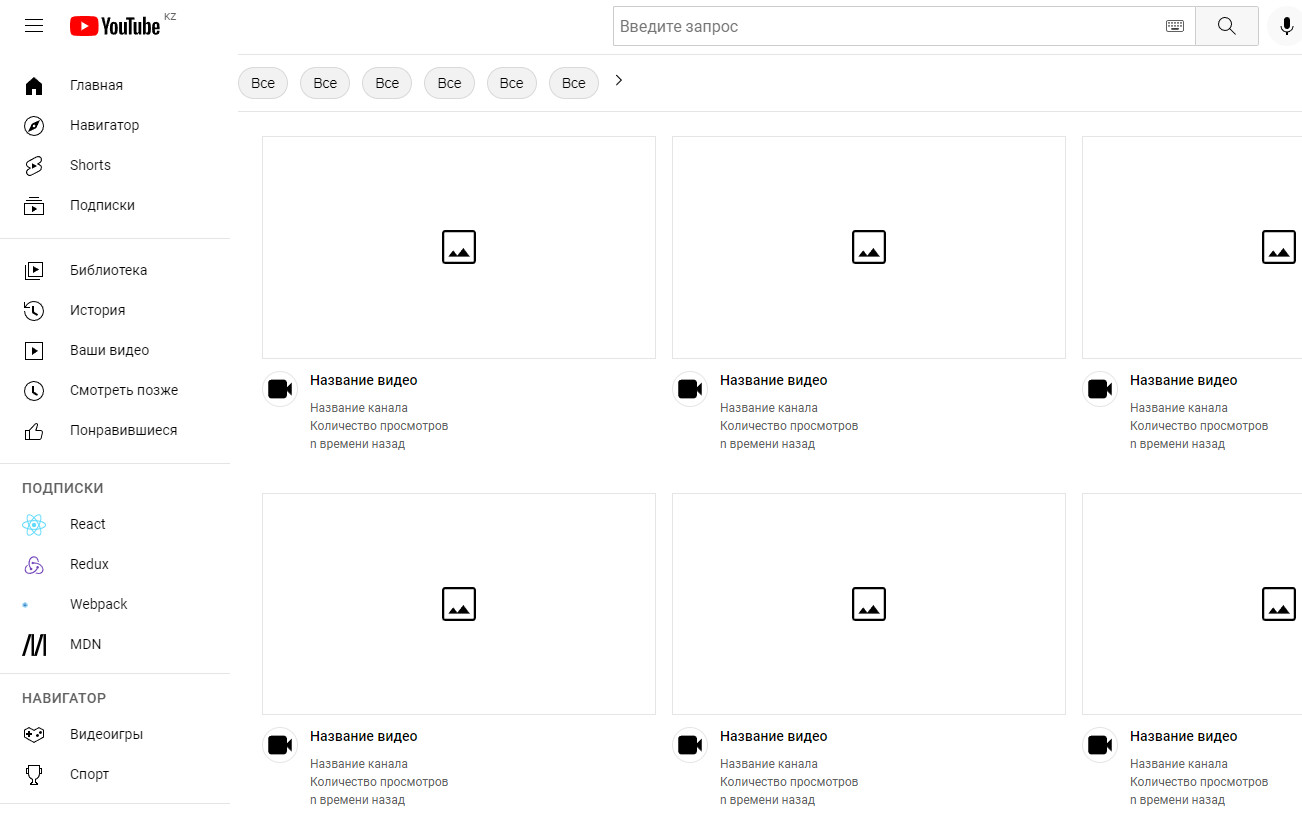 YouTube KZ
Введите запрос
Все Все Все Все Все Все
Главная
Навигатор
Shorts
Подписки
Библиотека
История
Ваши видео
Смотреть позже
Понравившиеся
ПОДПИСКИ
React
Redux
Webpack
MDN
НАВИГАТОР
Видеоигры
Спорт
Название видео
Название канала
Количество просмотров
n времени назад
Название видео
Название канала
Количество просмотров
n времени назад
Название видео
Название канала
Количество просмотров
n времени назад
Название видео
Название канала
Количество просмотров
n времени назад
Название видео
Название канала
Количество просмотров
n времени назад
Название видео
Название канала
Количество просмотров
n времени назад